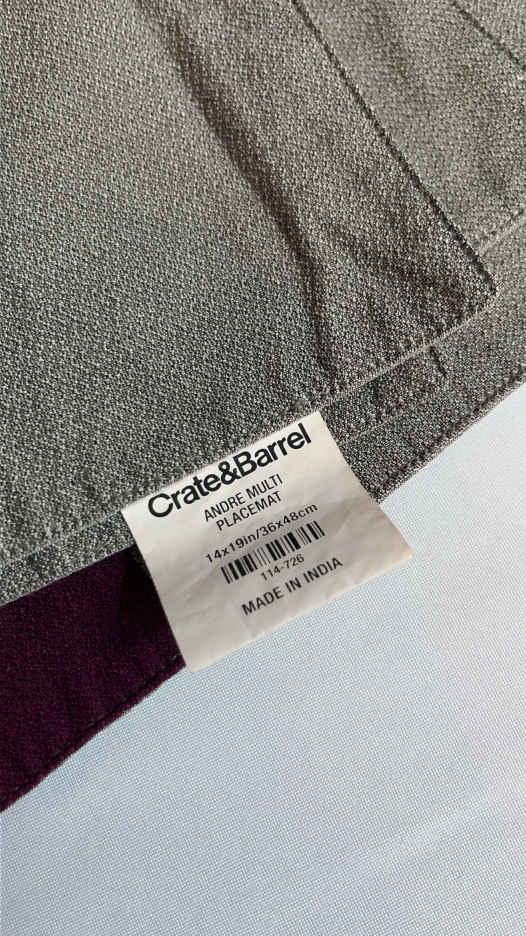 Crate&Barrel
ANDRE MULTI
PLACEMAT
14x19in/36x48cm
114-726
MADE IN INDIA